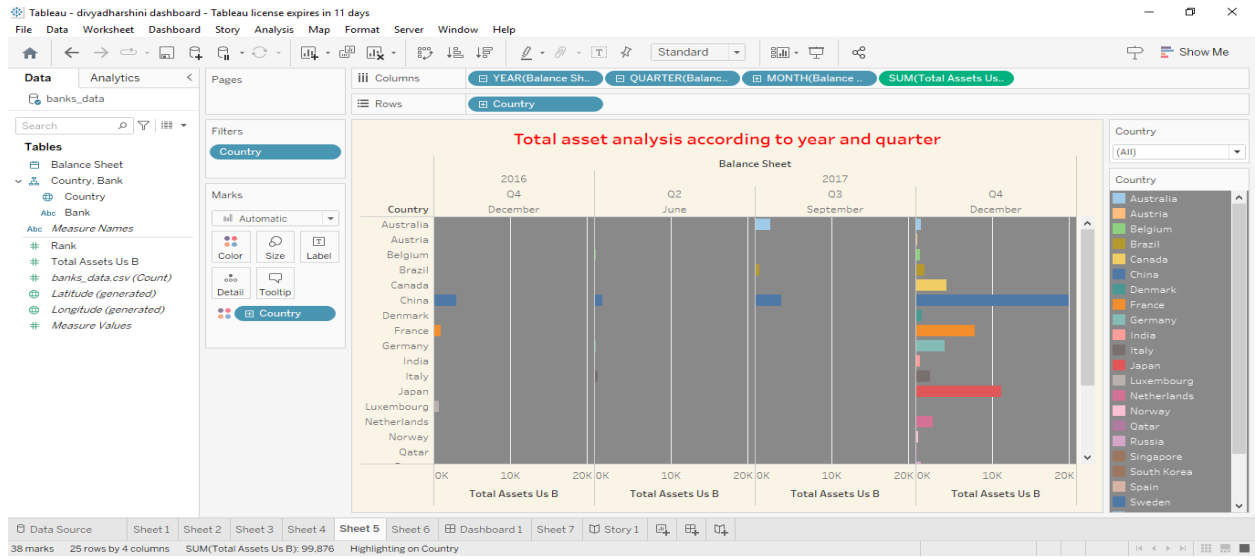 Tableau - divyadharshini dashboard - Tableau license expires in 11 days
File Data Worksheet Dashboard Story Analysis Map Format Server Window Help
Standard
Show Me
Data Analytics
banks_data
Search
Tables
Balance Sheet
Country, Bank
Country
Abc Bank
Abc Measure Names
# Rank
# Total Assets Us B
# banks_data.csv (Count)
Latitude (generated)
Longitude (generated)
# Measure Values
Pages
Filters
Country
Marks
Automatic
Color Size Label
Detail Tooltip
Country
Columns YEAR(Balance Sh.. QUARTER(Balanc.. MONTH(Balance .. SUM(Total Assets Us..
Rows Country
Total asset analysis according to year and quarter
Balance Sheet
2016 2017
Q4 Q2 Q3 Q4
Country December June September December
Australia
Austria
Belgium
Brazil
Canada
China
Denmark
France
Germany
India
Italy
Japan
Luxembourg
Netherlands
Norway
Qatar
0K 10K 20K 0K 10K 20K 0K 10K 20K 0K 10K 20K
Total Assets Us B Total Assets Us B Total Assets Us B Total Assets Us B
Country
(All)
Country
Australia
Austria
Belgium
Brazil
Canada
China
Denmark
France
Germany
India
Italy
Japan
Luxembourg
Netherlands
Norway
Qatar
Russia
Singapore
South Korea
Spain
Sweden
Data Source Sheet 1 Sheet 2 Sheet 3 Sheet 4 Sheet 5 Sheet 6 Dashboard 1 Sheet 7 Story 1
38 marks 25 rows by 4 columns SUM(Total Assets Us B): 99.876 Highlighting on Country